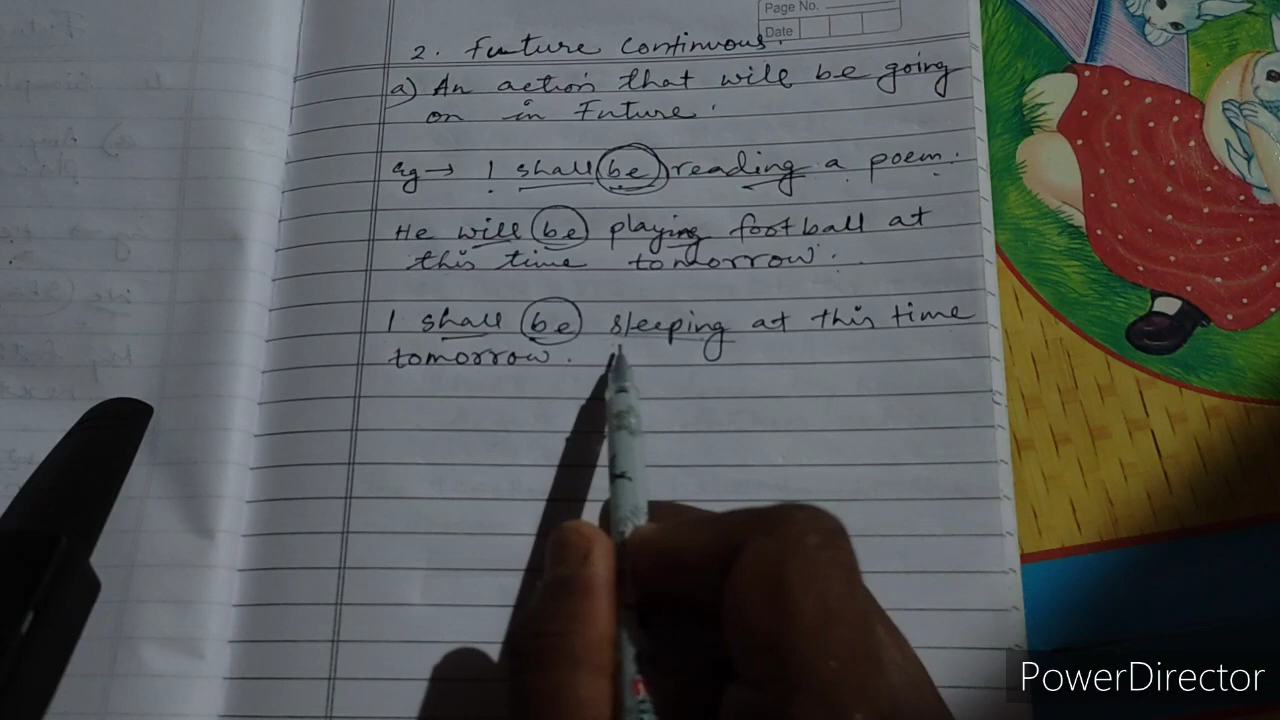 Page No.
Date
2. Future Continuous.
a) An action that will be going
on in Future.
eg → I shall be reading a poem.
He will be playing football at
this time tomorrow.
I shall be sleeping at this time
tomorrow.
PowerDirector